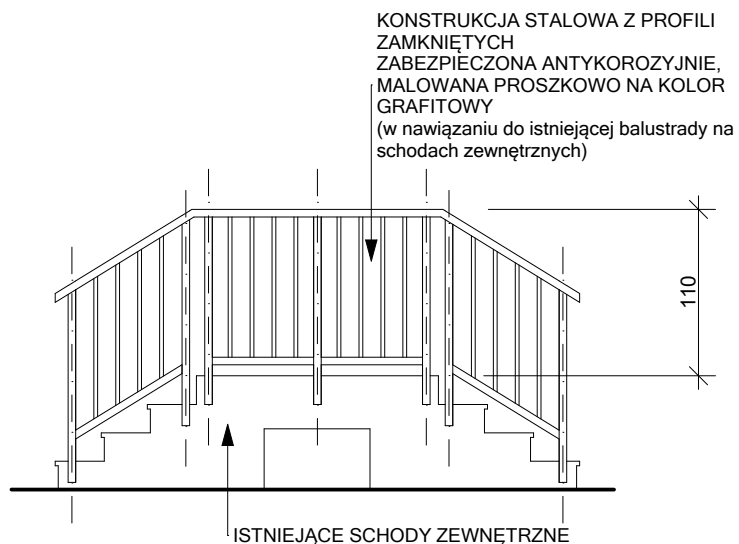 KONSTRUKCJA STALOWA Z PROFILI
ZAMKNIĘTYCH
ZABEZPIECZONA ANTYKOROZYJNIE,
MALOWANA PROSZKOWO NA KOLOR
GRAFITOWY
(w nawiązaniu do istniejącej balustrady na
schodach zewnętrznych)
110
ISTNIEJĄCE SCHODY ZEWNĘTRZNE